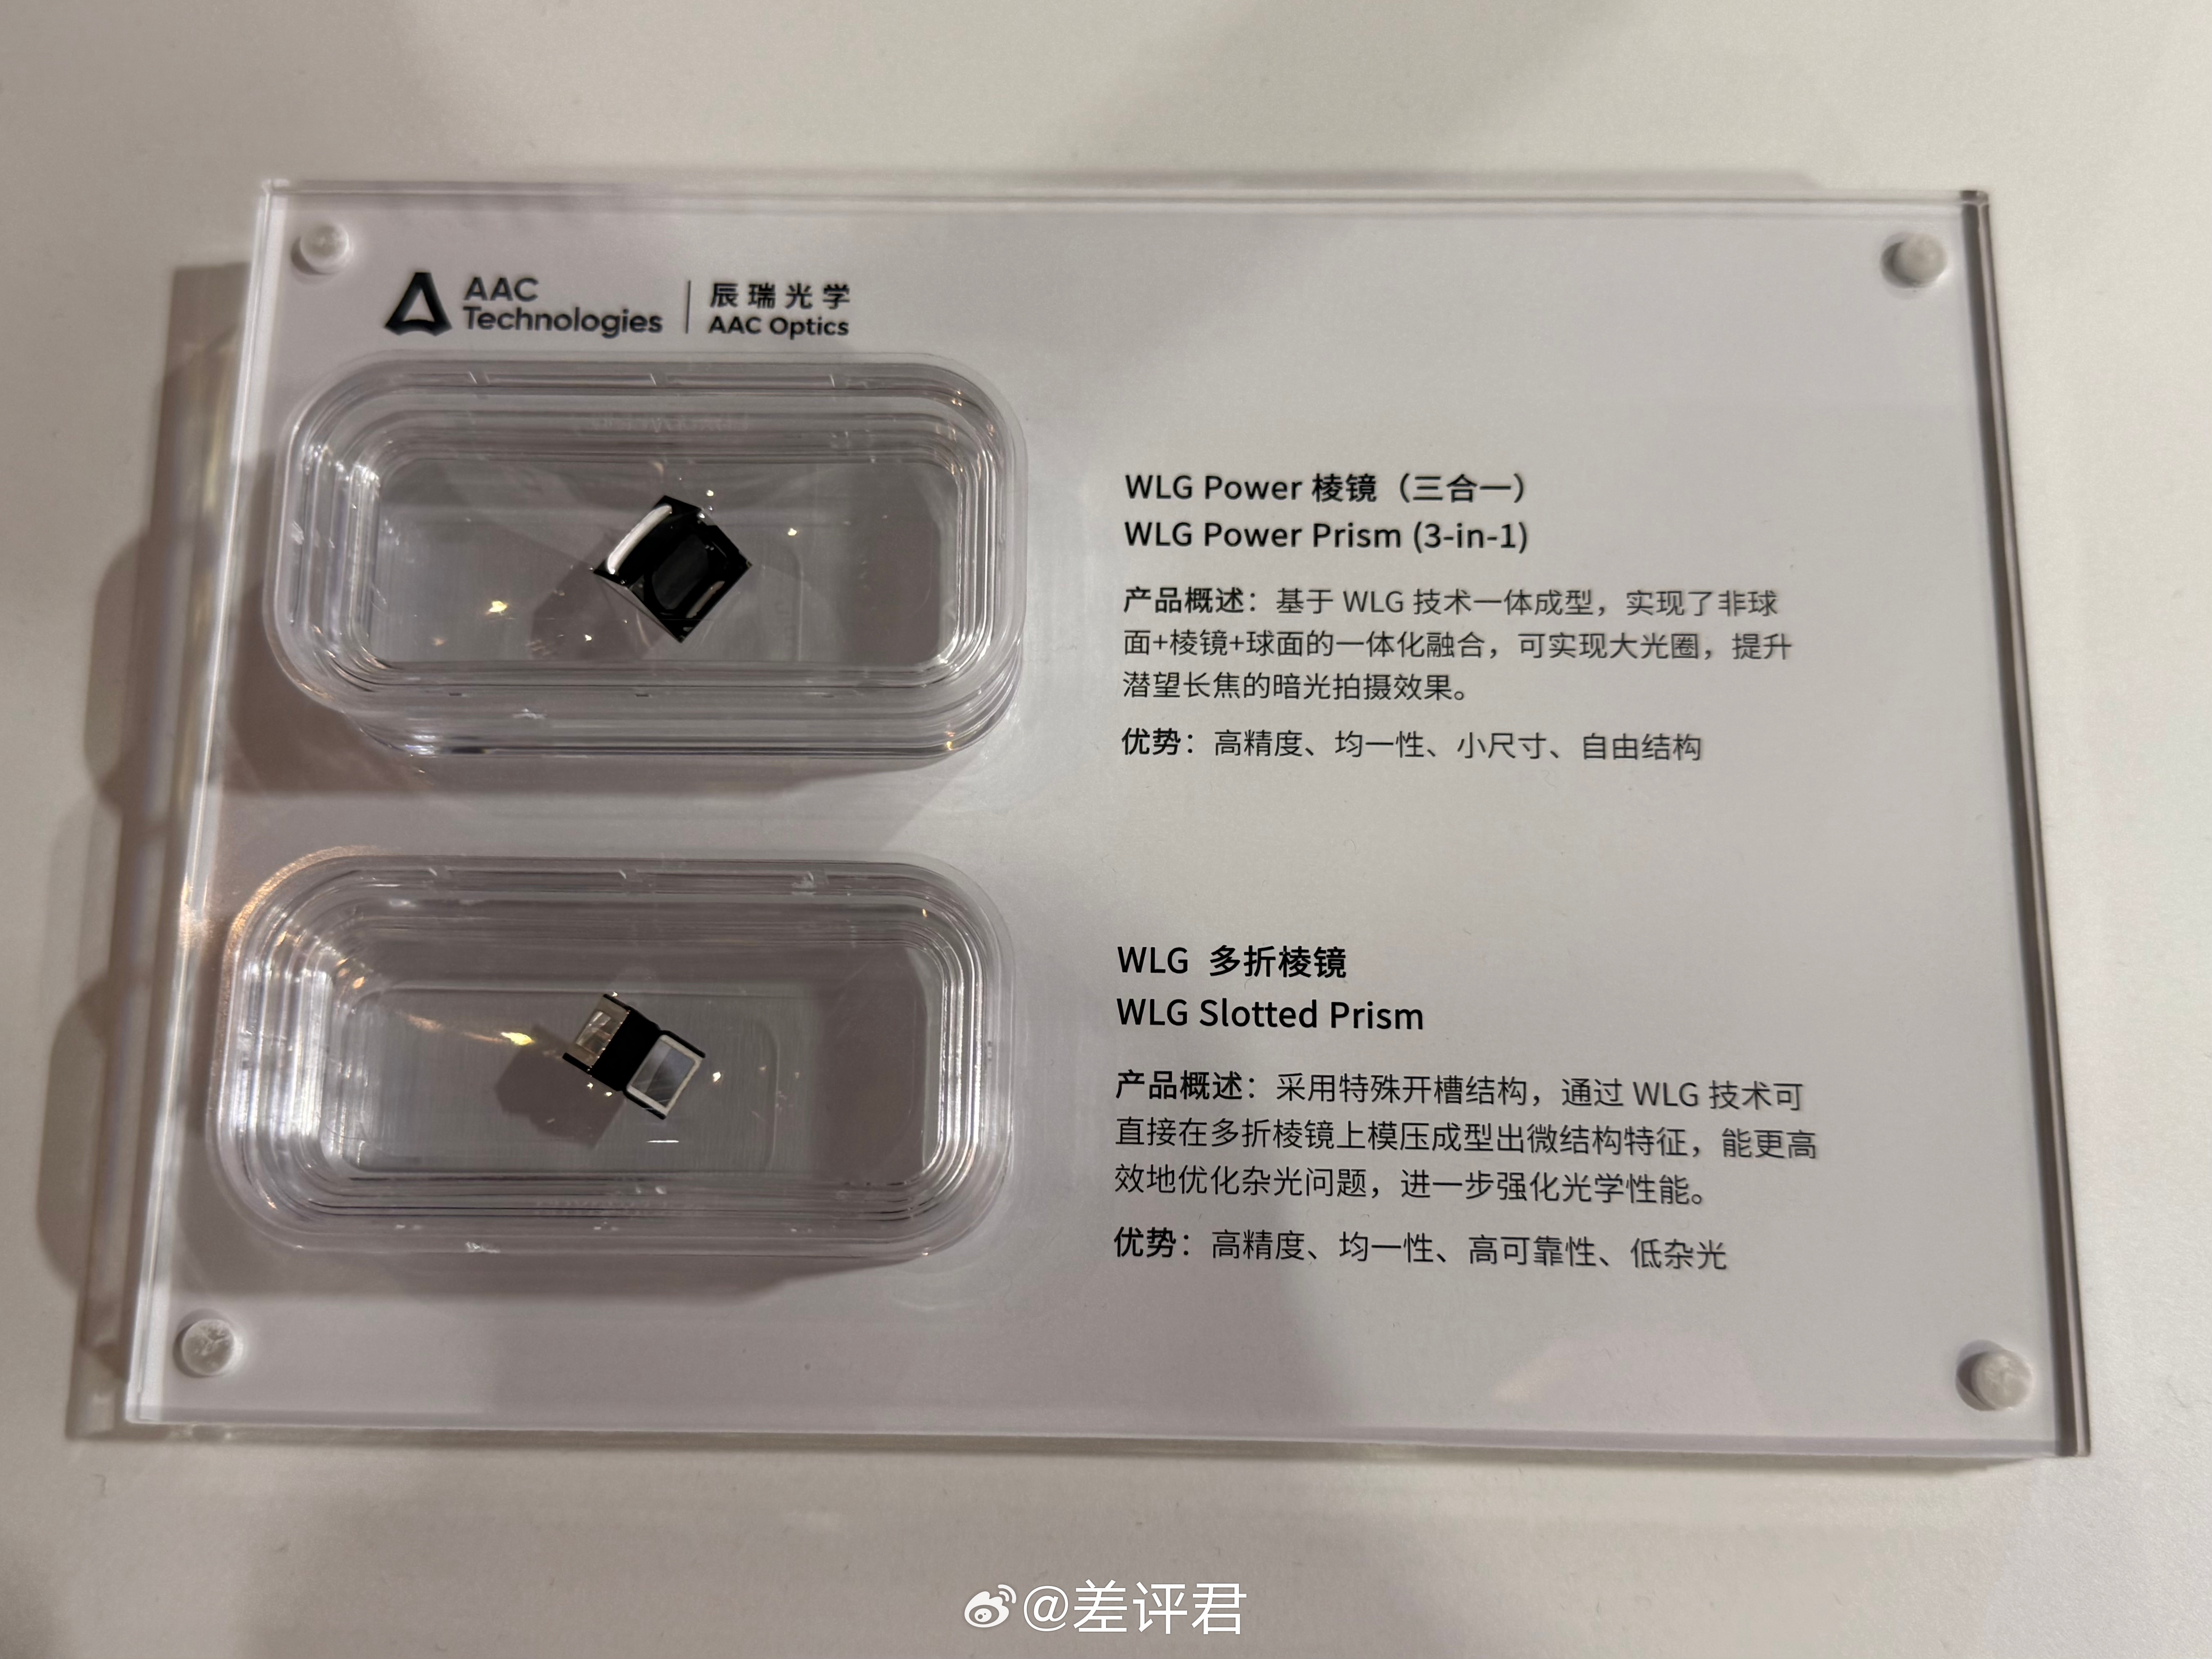 AAC
Technologies
辰瑞光学
AAC Optics
WLG Power 棱镜（三合一）
WLG Power Prism (3-in-1)
产品概述：基于 WLG 技术一体成型，实现了非球
面+棱镜+球面的一体化融合，可实现大光圈，提升
潜望长焦的暗光拍摄效果。
优势：高精度、均一性、小尺寸、自由结构
WLG 多折棱镜
WLG Slotted Prism
产品概述：采用特殊开槽结构，通过 WLG 技术可
直接在多折棱镜上模压成型出微结构特征，能更高
效地优化杂光问题，进一步强化光学性能。
优势：高精度、均一性、高可靠性、低杂光
@差评君